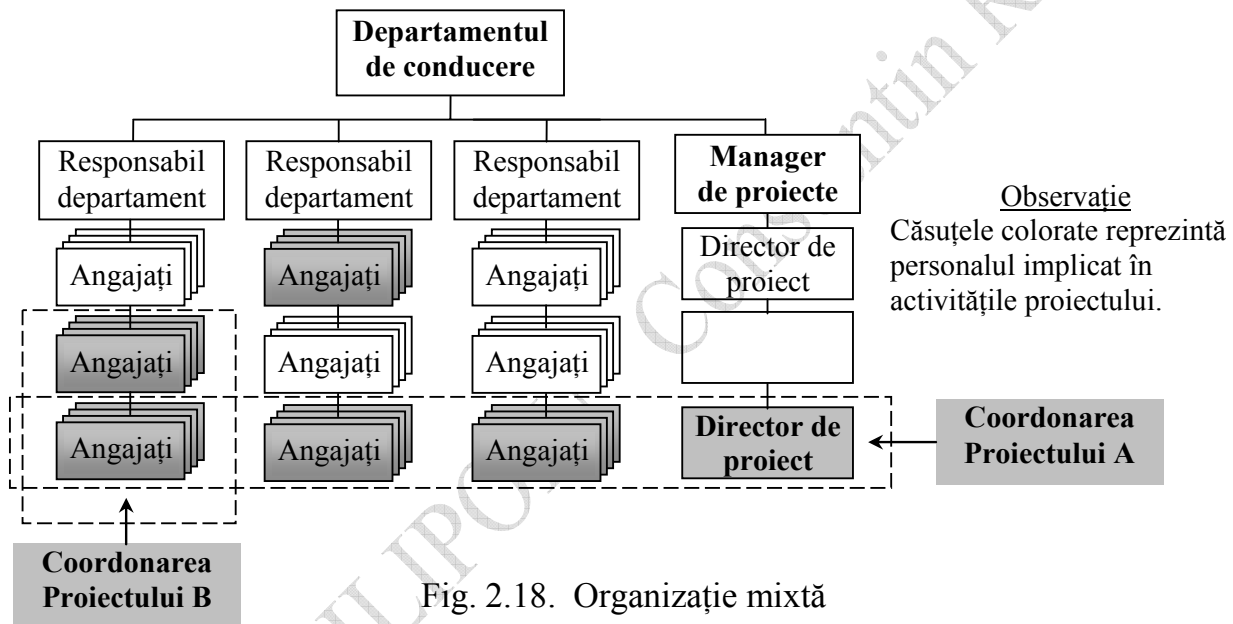 Departamentul
de conducere
Responsabil
departament
Responsabil
departament
Responsabil
departament
Manager
de proiecte
Angajați
Angajați
Angajați
Director de
proiect
Observație
Căsuțele colorate reprezintă
personalul implicat în
activitățile proiectului.
Angajați
Angajați
Angajați
Angajați
Angajați
Angajați
Director de
proiect
Coordonarea
Proiectului A
Coordonarea
Proiectului B
Fig. 2.18. Organizație mixtă